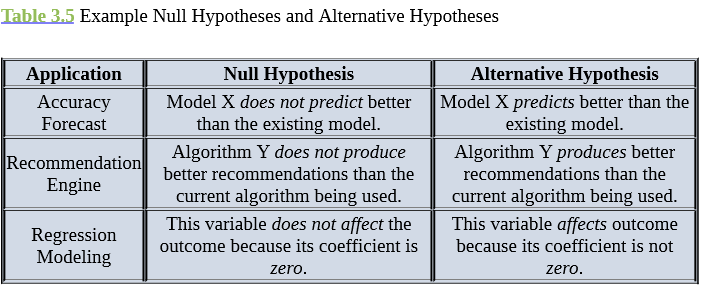 Table 3.5 Example Null Hypotheses and Alternative Hypotheses
Application
Null Hypothesis
Alternative Hypothesis
Accuracy
Forecast
Model X does not predict better
than the existing model.
Model X predicts better than the
existing model.
Recommendation
Engine
Algorithm Y does not produce
better recommendations than the
current algorithm being used.
Algorithm Y produces better
recommendations than the
current algorithm being used.
Regression
Modeling
This variable does not affect the
outcome because its coefficient is
zero.
This variable affects outcome
because its coefficient is not
zero.